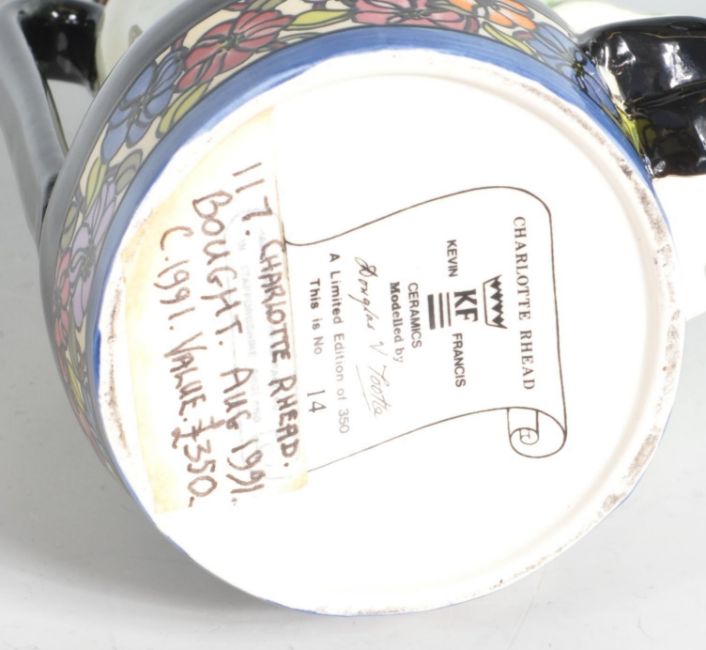 CHARLOTTE RHEAD
KEVIN KF FRANCIS
CERAMICS
Modelled by
Douglas V Tootle
A Limited Edition of 350
This is No 14
117. CHARLOTTE RHEAD.
BOUGHT. AUG 1991.
C.1991. VALUE. £350